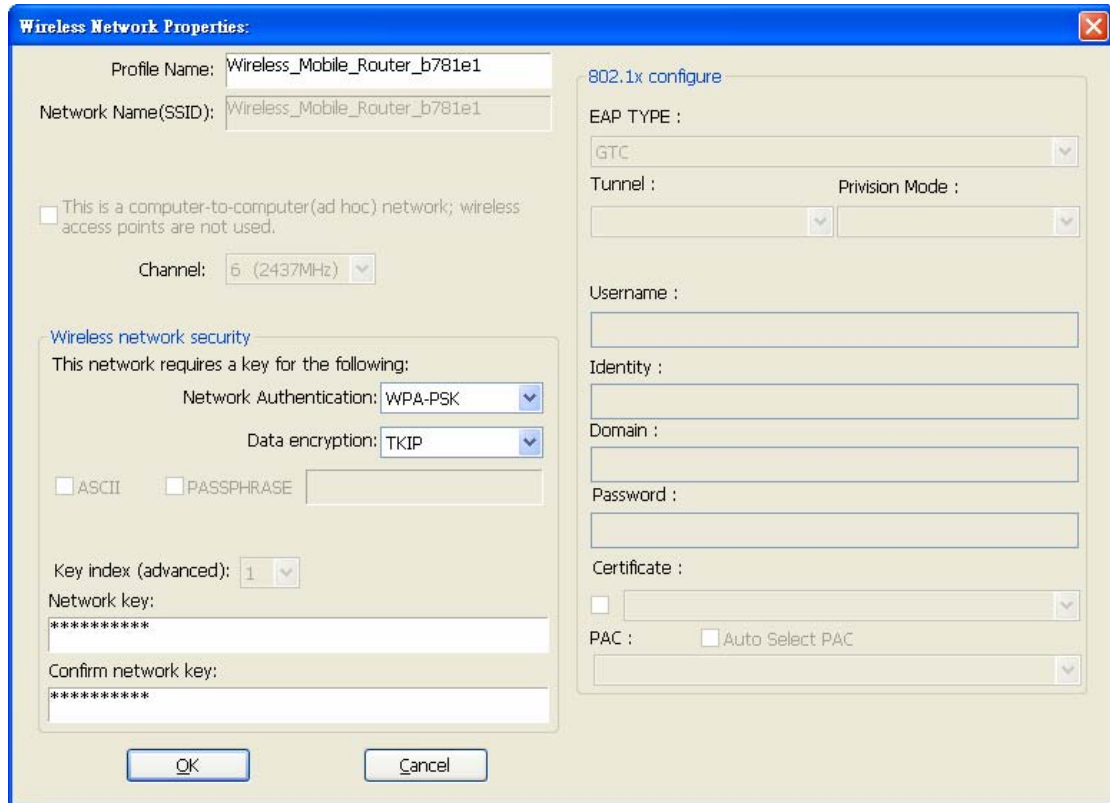 Wireless Network Properties:
Profile Name: Wireless_Mobile_Router_b781e1
Network Name(SSID): Wireless_Mobile_Router_b781e1
This is a computer-to-computer(ad hoc) network; wireless
access points are not used.
Channel: 6 (2437MHz)
Wireless network security
This network requires a key for the following:
Network Authentication: WPA-PSK
Data encryption: TKIP
ASCII PASSPHRASE
Key index (advanced): 1
Network key:
**********
Confirm network key:
**********
OK Cancel
802.1x configure
EAP TYPE :
GTC
Tunnel : Privision Mode :
Username :
Identity :
Domain :
Password :
Certificate :
PAC : Auto Select PAC